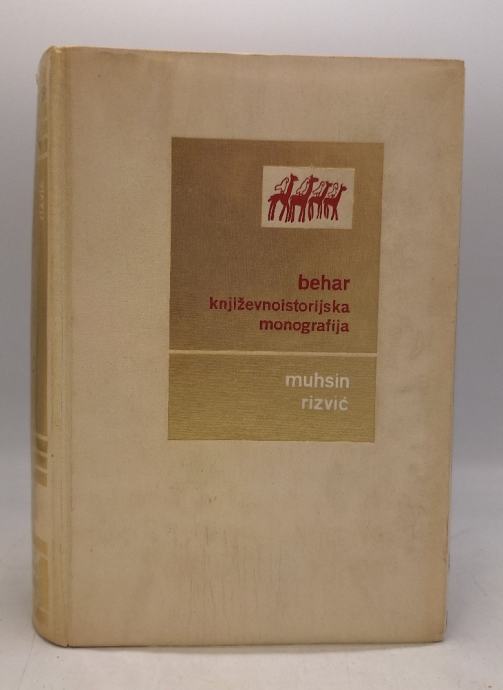 behar
književnoistorijska
monografija
muhsin
rizvić